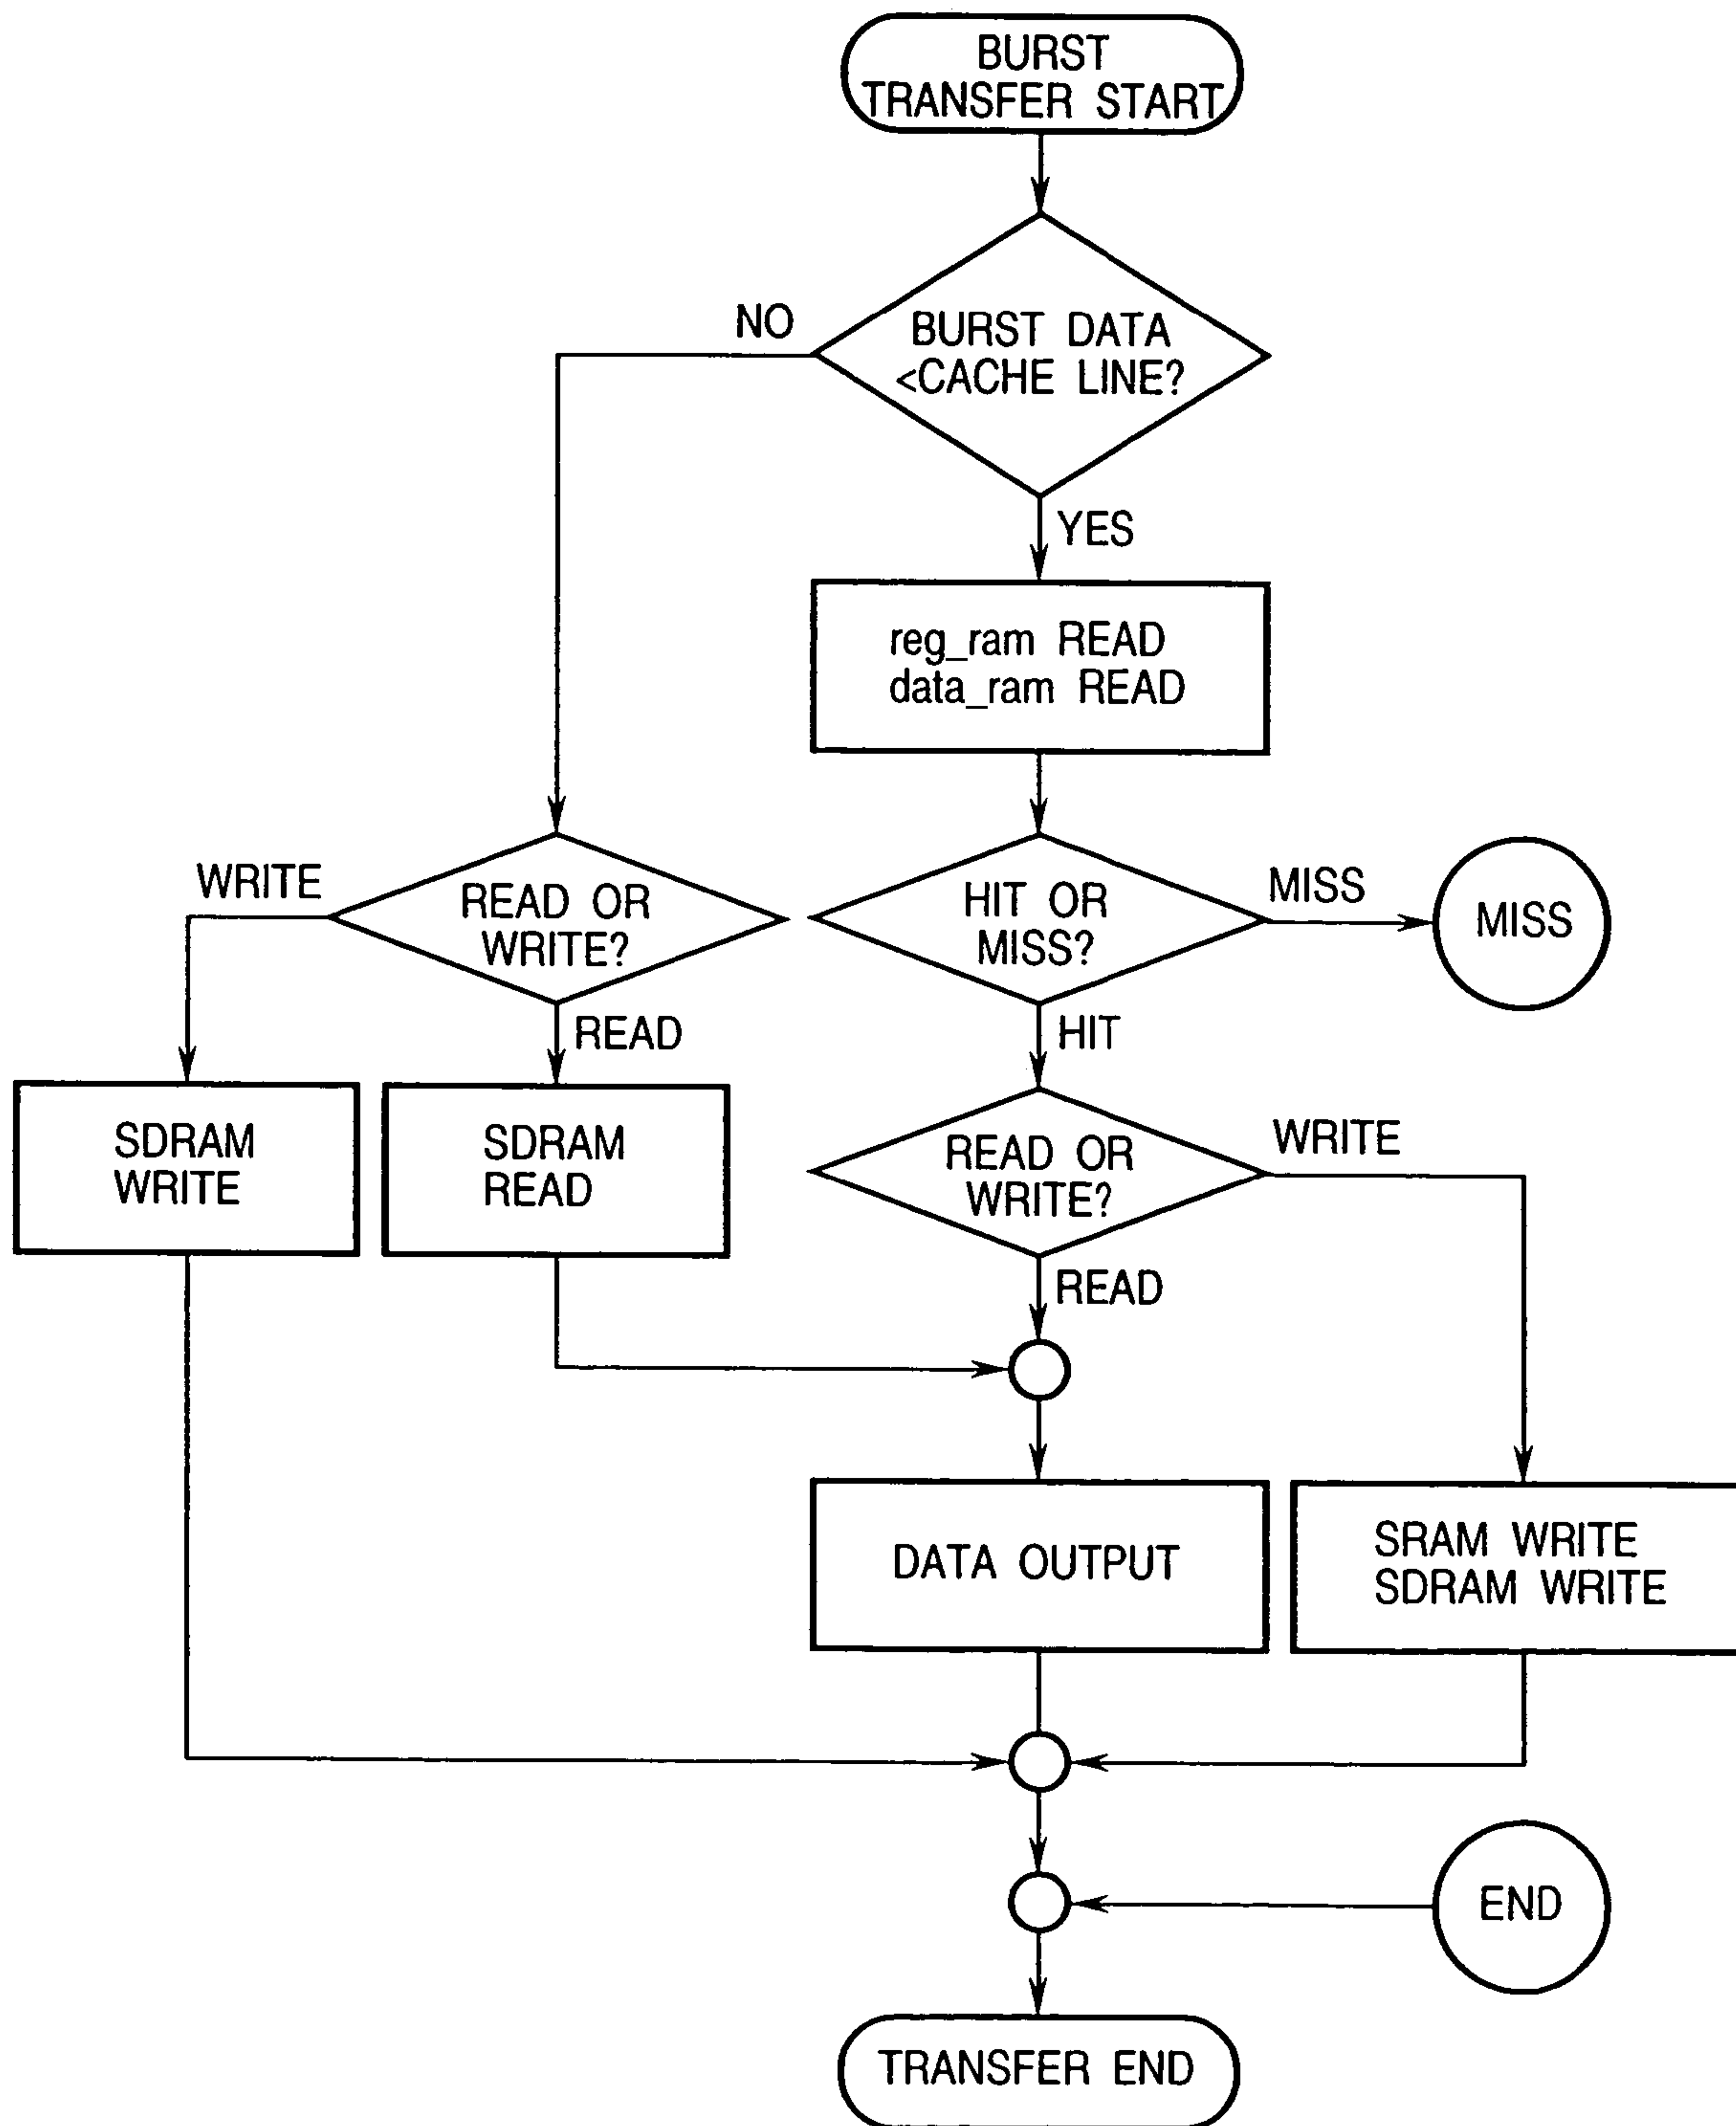 BURST
TRANSFER START
NO
BURST DATA
<CACHE LINE?
YES
reg_ram READ
data_ram READ
WRITE
READ OR
WRITE?
HIT OR
MISS?
MISS
MISS
READ
HIT
SDRAM
WRITE
SDRAM
READ
READ OR
WRITE?
WRITE
READ
DATA OUTPUT
SRAM WRITE
SDRAM WRITE
END
TRANSFER END